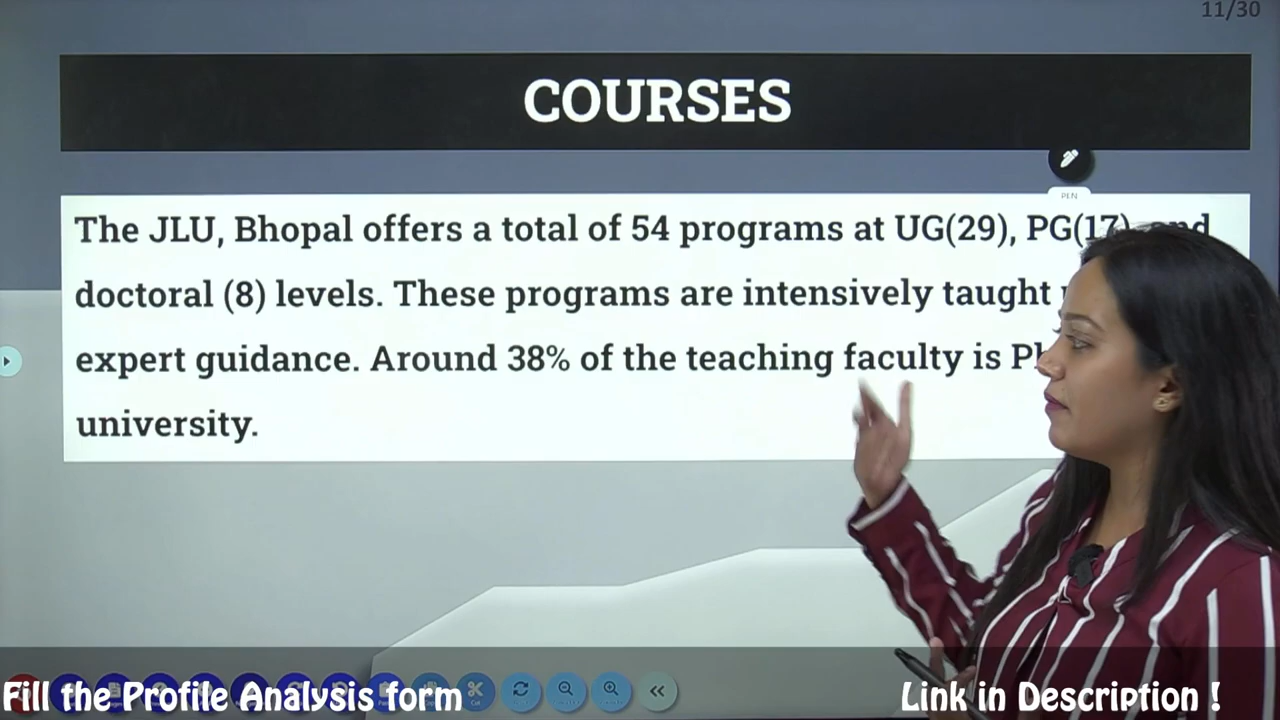 11/30
COURSES
PEN
The JLU, Bhopal offers a total of 54 programs at UG(29), PG(17), and
doctoral (8) levels. These programs are intensively taught
expert guidance. Around 38% of the teaching faculty is
university.
Cut
Fill the Profile Analysis form
Link in Description !